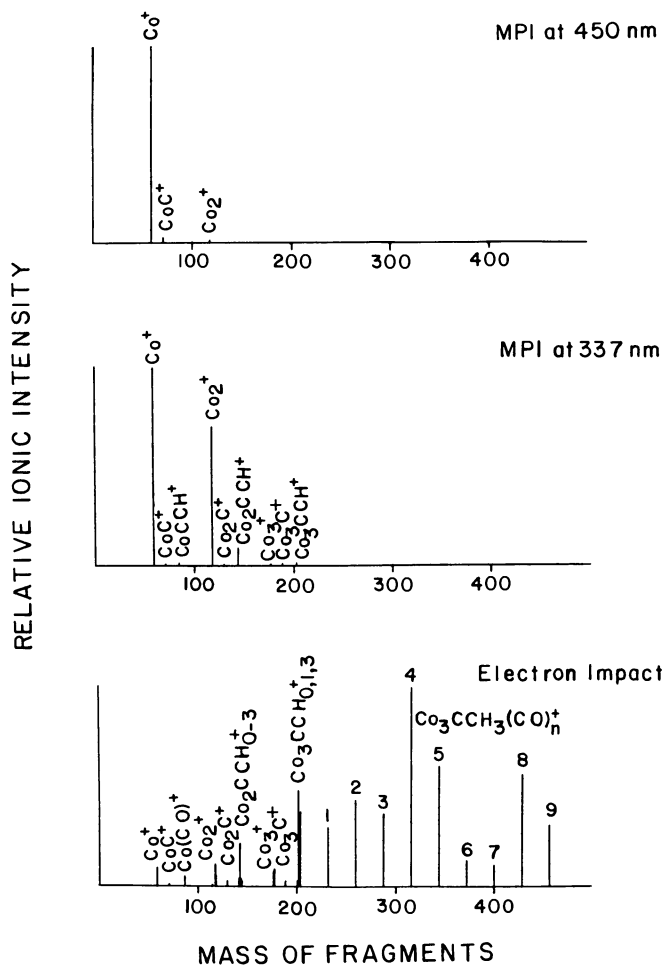 RELATIVE IONIC INTENSITY
MPI at 450 nm
Co⁺
CoC⁺
Co₂⁺
100 200 300 400
MPI at 337 nm
Co⁺
CoC⁺
CoCCH⁺
Co₂⁺
Co₂C⁺
Co₂CCH⁺
Co₃⁺
Co₃C⁺
Co₃CCH⁺
100 200 300 400
Electron Impact
Co₃CCH₃(CO)ₙ⁺
Co⁺
CoC⁺
Co(CO)⁺
Co₂⁺
Co₂C⁺
Co₂CCH⁺₀₋₃
Co₃⁺
Co₃C⁺
Co₃CCH⁺₀,₁,₃
1 2 3 4 5 6 7 8 9
100 200 300 400
MASS OF FRAGMENTS